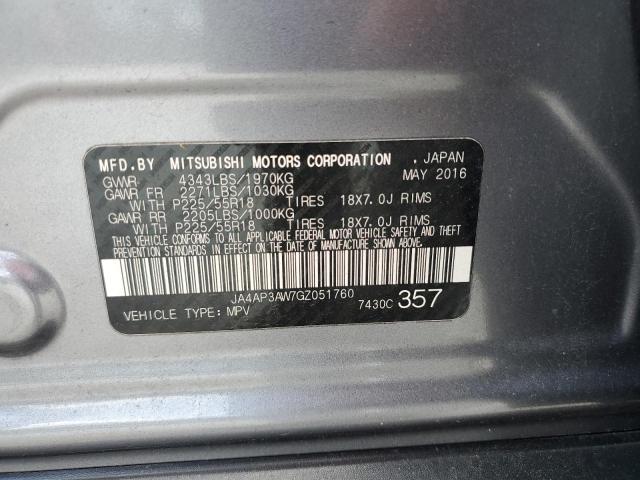 MFD.BY MITSUBISHI MOTORS CORPORATION . JAPAN
GVWR 4343LBS/1970KG MAY 2016
GAWR FR 2271LBS/1030KG
WITH P225/55R18 TIRES 18X7.0J RIMS
GAWR RR 2205LBS/1000KG
WITH P225/55R18 TIRES 18X7.0J RIMS
THIS VEHICLE CONFORMS TO ALL APPLICABLE FEDERAL MOTOR VEHICLE SAFETY AND THEFT
PREVENTION STANDARDS IN EFFECT ON THE DATE OF MANUFACTURE SHOWN ABOVE.
JA4AP3AW7GZ051760
VEHICLE TYPE:MPV 7430C 357